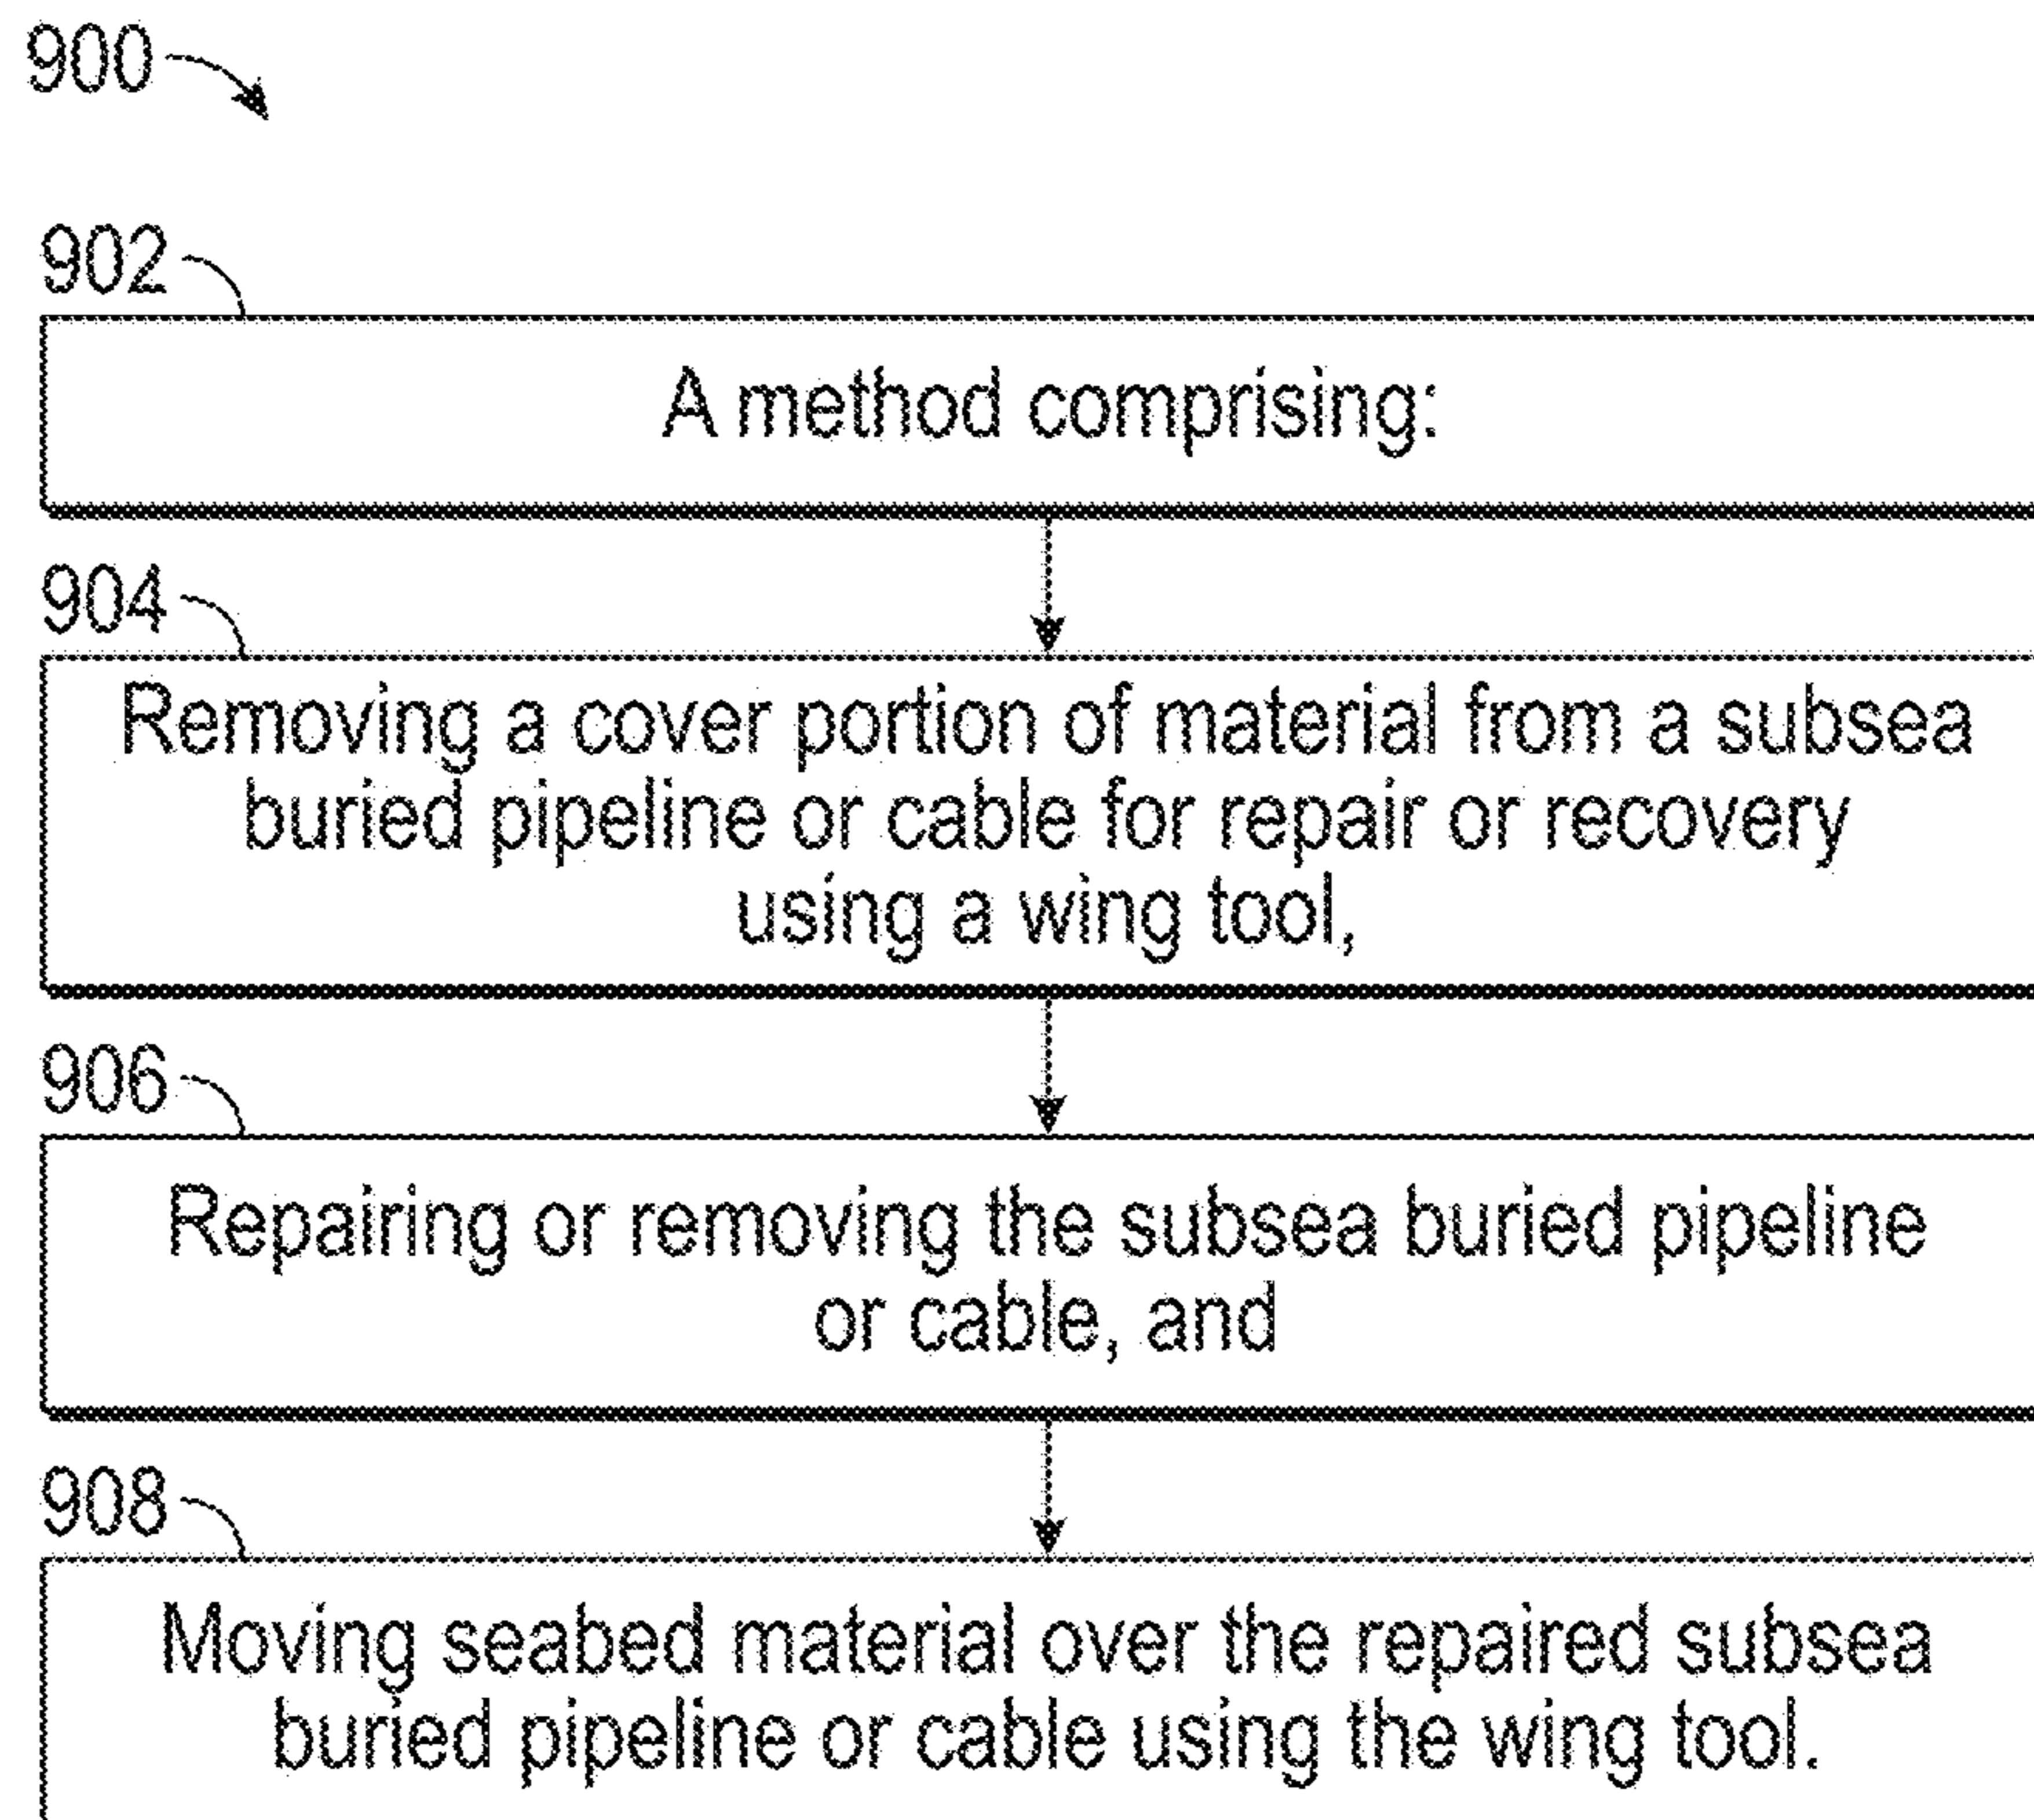 900
902
A method comprising:
904
Removing a cover portion of material from a subsea
buried pipeline or cable for repair or recovery
using a wing tool,
906
Repairing or removing the subsea buried pipeline
or cable, and
908
Moving seabed material over the repaired subsea
buried pipeline or cable using the wing tool.